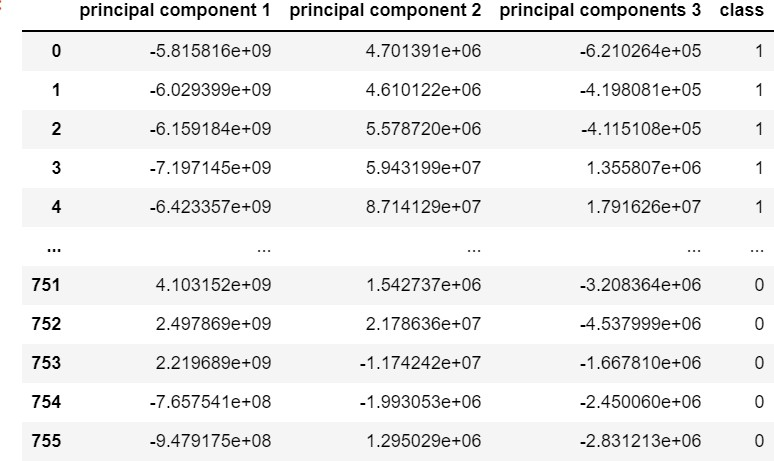 principal component 1 principal component 2 principal components 3 class
0 -5.815816e+09 4.701391e+06 -6.210264e+05 1
1 -6.029399e+09 4.610122e+06 -4.198081e+05 1
2 -6.159184e+09 5.578720e+06 -4.115108e+05 1
3 -7.197145e+09 5.943199e+07 1.355807e+06 1
4 -6.423357e+09 8.714129e+07 1.791626e+07 1
... ... ... ... ...
751 4.103152e+09 1.542737e+06 -3.208364e+06 0
752 2.497869e+09 2.178636e+07 -4.537999e+06 0
753 2.219689e+09 -1.174242e+07 -1.667810e+06 0
754 -7.657541e+08 -1.993053e+06 -2.450060e+06 0
755 -9.479175e+08 1.295029e+06 -2.831213e+06 0